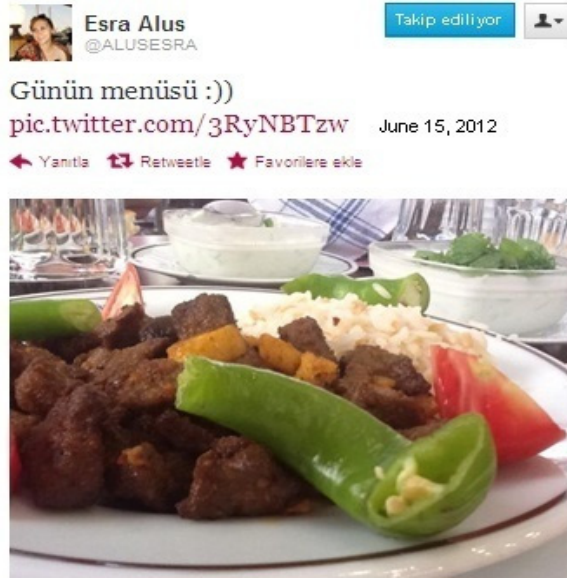 Esra Alus
@ALUSESRA
Takip ediliyor
Günün menüsü :))
pic.twitter.com/3RyNBTzw June 15, 2012
Yanıtla Retweetle Favorilere ekle